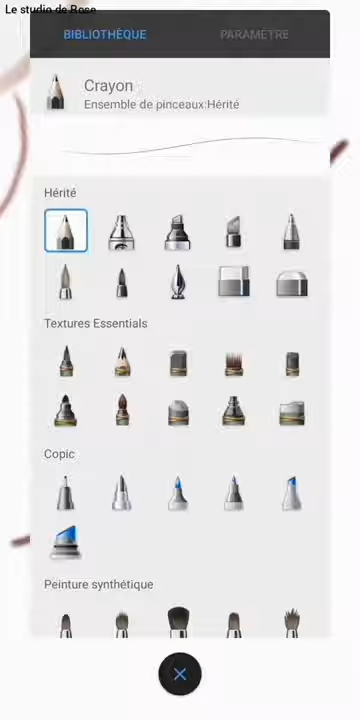 Le studio de Rose
BIBLIOTHÈQUE PARAMÈTRE
Crayon
Ensemble de pinceaux:Hérité
Hérité
Textures Essentials
Copic
Peinture synthétique